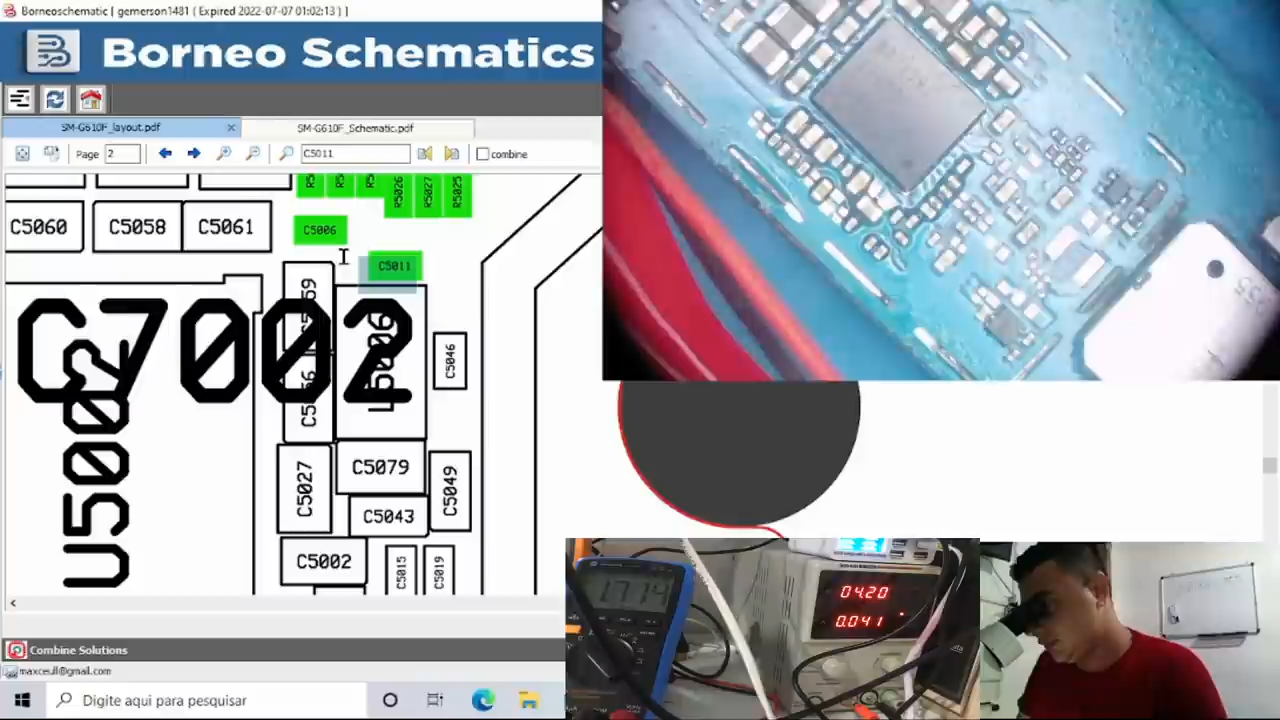 Borneoschematic [ gemerson1481 ( Expired 2022-07-07 01:02:13 ) ]
Borneo Schematics
SM-G610F_layout.pdf
SM-G610F_Schematic.pdf
Page 2
C5011
combine
R5026
R5027
R5025
C5060
C5058
C5061
C5006
C5011
C7002
U5002
C5046
C5027
C5079
C5049
C5043
C5002
C5015
C5019
Combine Solutions
maxceull@gmail.com
Digite aqui para pesquisar
04.20
0.041